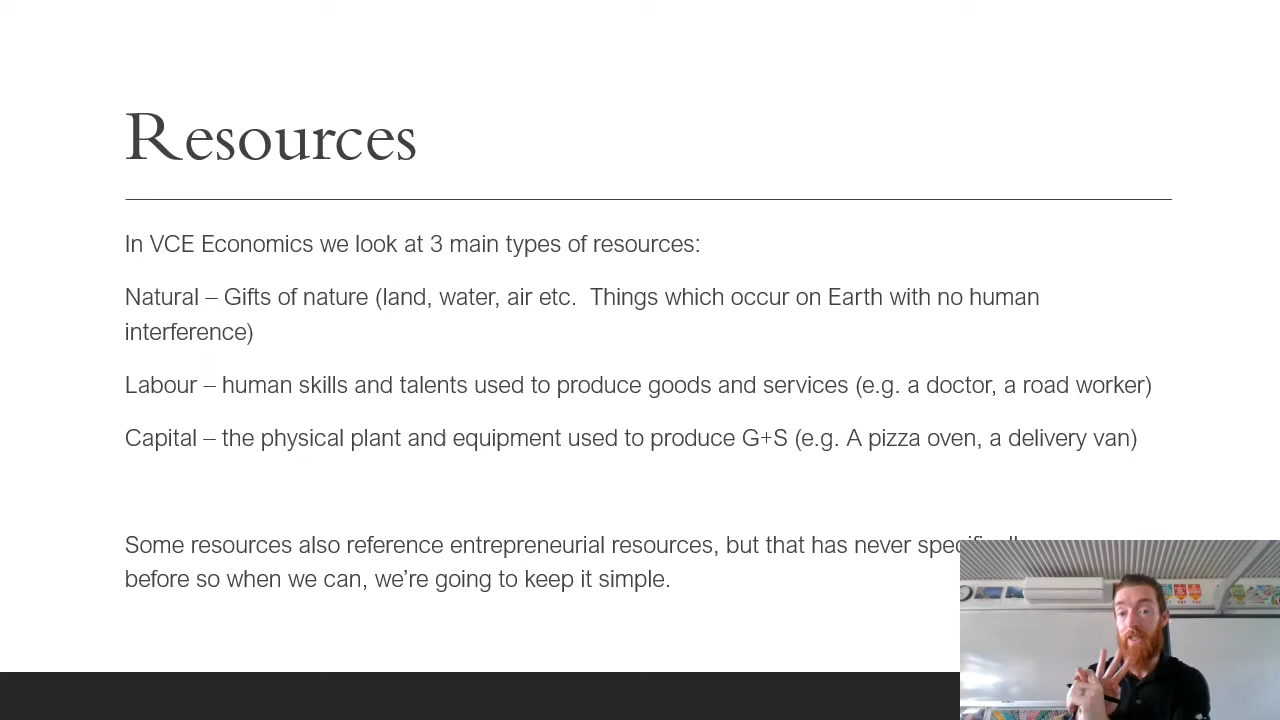 Resources
In VCE Economics we look at 3 main types of resources:
Natural – Gifts of nature (land, water, air etc.  Things which occur on Earth with no human
interference)
Labour – human skills and talents used to produce goods and services (e.g. a doctor, a road worker)
Capital – the physical plant and equipment used to produce G+S (e.g. A pizza oven, a delivery van)
Some resources also reference entrepreneurial resources, but that has never
before so when we can, we’re going to keep it simple.